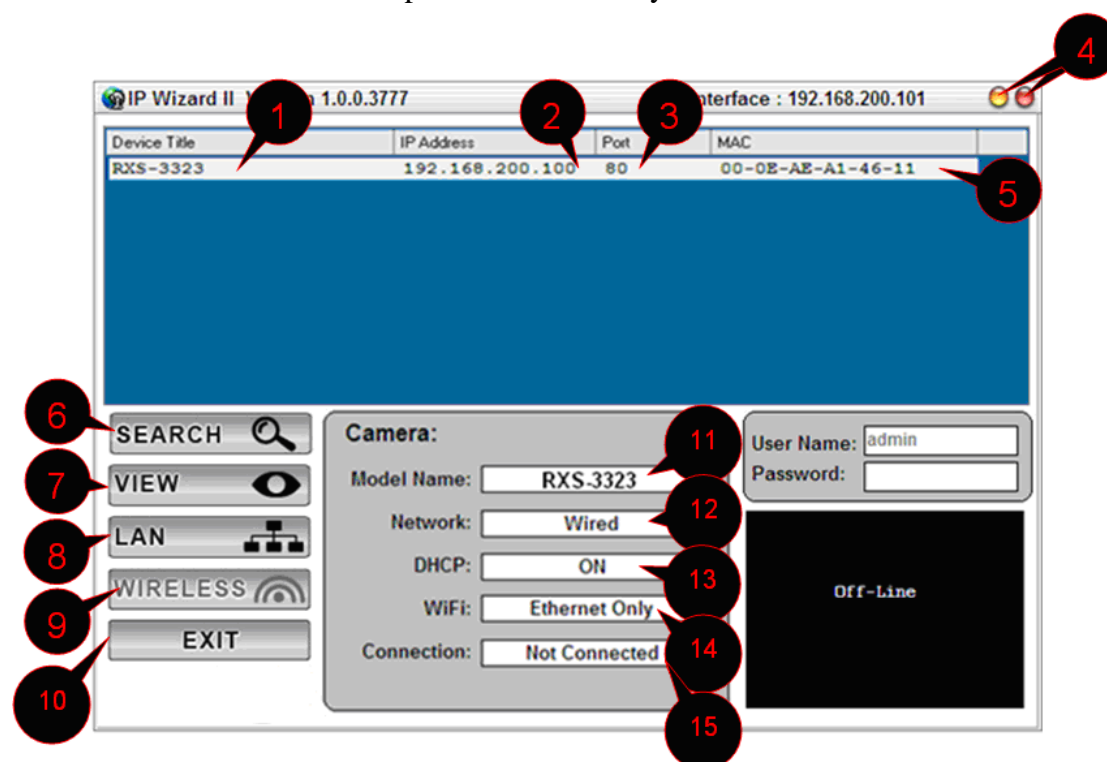 4
IP Wizard II 1.0.0.3777 nterface : 192.168.200.101
1 2 3
Device Title IP Address Port MAC
RXS-3323 192.168.200.100 80 00-0E-AE-A1-46-11
5
6 SEARCH
7 VIEW
8 LAN
9 WIRELESS
10 EXIT
Camera:
Model Name: RXS-3323 11
Network: Wired 12
DHCP: ON 13
WiFi: Ethernet Only 14
Connection: Not Connected 15
User Name: admin
Password:
Off-Line